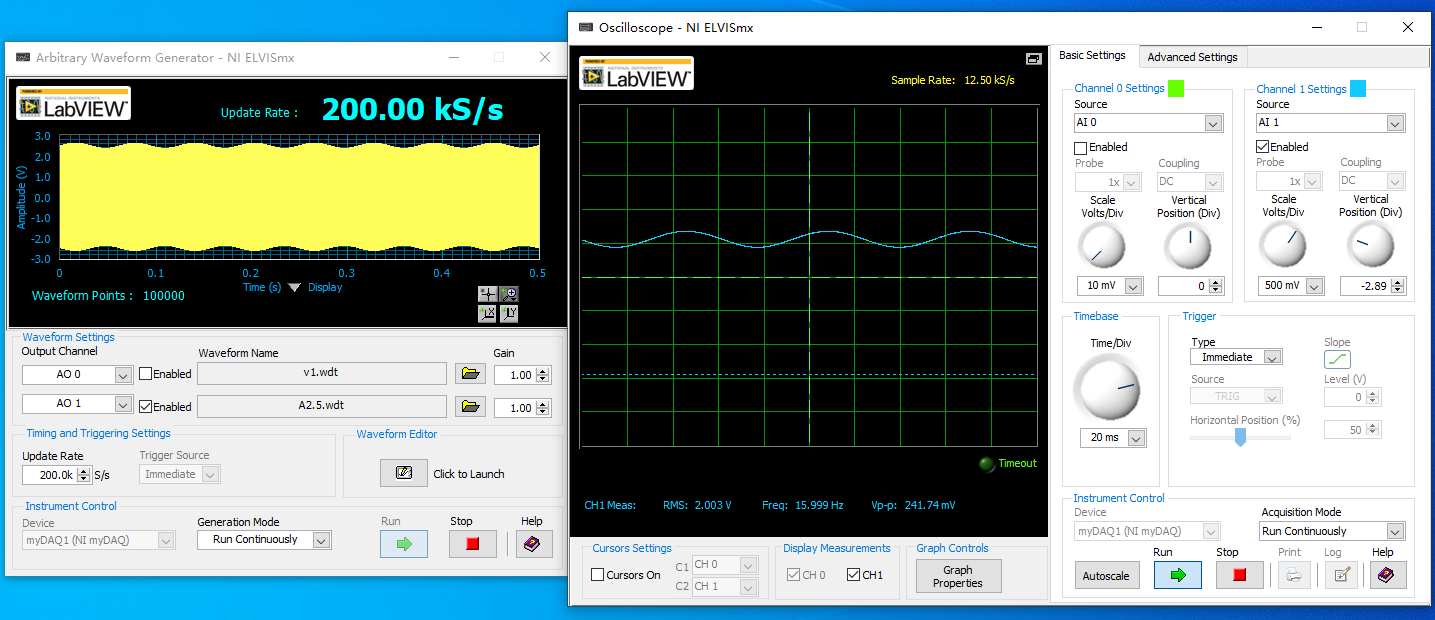 Arbitrary Waveform Generator - NI ELVISmx
POWERED BY
NATIONAL INSTRUMENTS
LabVIEW™
Update Rate : 200.00 kS/s
Amplitude (V)
3.0
2.0
1.0
0.0
-1.0
-2.0
-3.0
0 0.1 0.2 0.3 0.4 0.5
Time (s) Display
Waveform Points : 100000
Waveform Settings
Output Channel Waveform Name Gain
AO 0 Enabled v1.wdt 1.00
AO 1 Enabled A2.5.wdt 1.00
Timing and Triggering Settings
Update Rate Trigger Source
200.0k S/s Immediate
Waveform Editor
Click to Launch
Instrument Control
Device Generation Mode Run Stop Help
myDAQ1 (NI myDAQ) Run Continuously
Oscilloscope - NI ELVISmx
POWERED BY
NATIONAL INSTRUMENTS
LabVIEW™
Sample Rate: 12.50 kS/s
Timeout
CH1 Meas: RMS: 2.003 V Freq: 15.999 Hz Vp-p: 241.74 mV
Cursors Settings
Cursors On
C1 CH 0
C2 CH 1
Display Measurements
CH 0 CH1
Graph Controls
Graph
Properties
Basic Settings Advanced Settings
Channel 0 Settings
Source
AI 0
Enabled
Probe Coupling
1x DC
Scale Vertical
Volts/Div Position (Div)
10 mV 0
Channel 1 Settings
Source
AI 1
Enabled
Probe Coupling
1x DC
Scale Vertical
Volts/Div Position (Div)
500 mV -2.89
Timebase
Time/Div
20 ms
Trigger
Type Slope
Immediate
Source Level (V)
TRIG 0
Horizontal Position (%)
50
Instrument Control
Device Acquisition Mode
myDAQ1 (NI myDAQ) Run Continuously
Run Stop Print Log Help
Autoscale